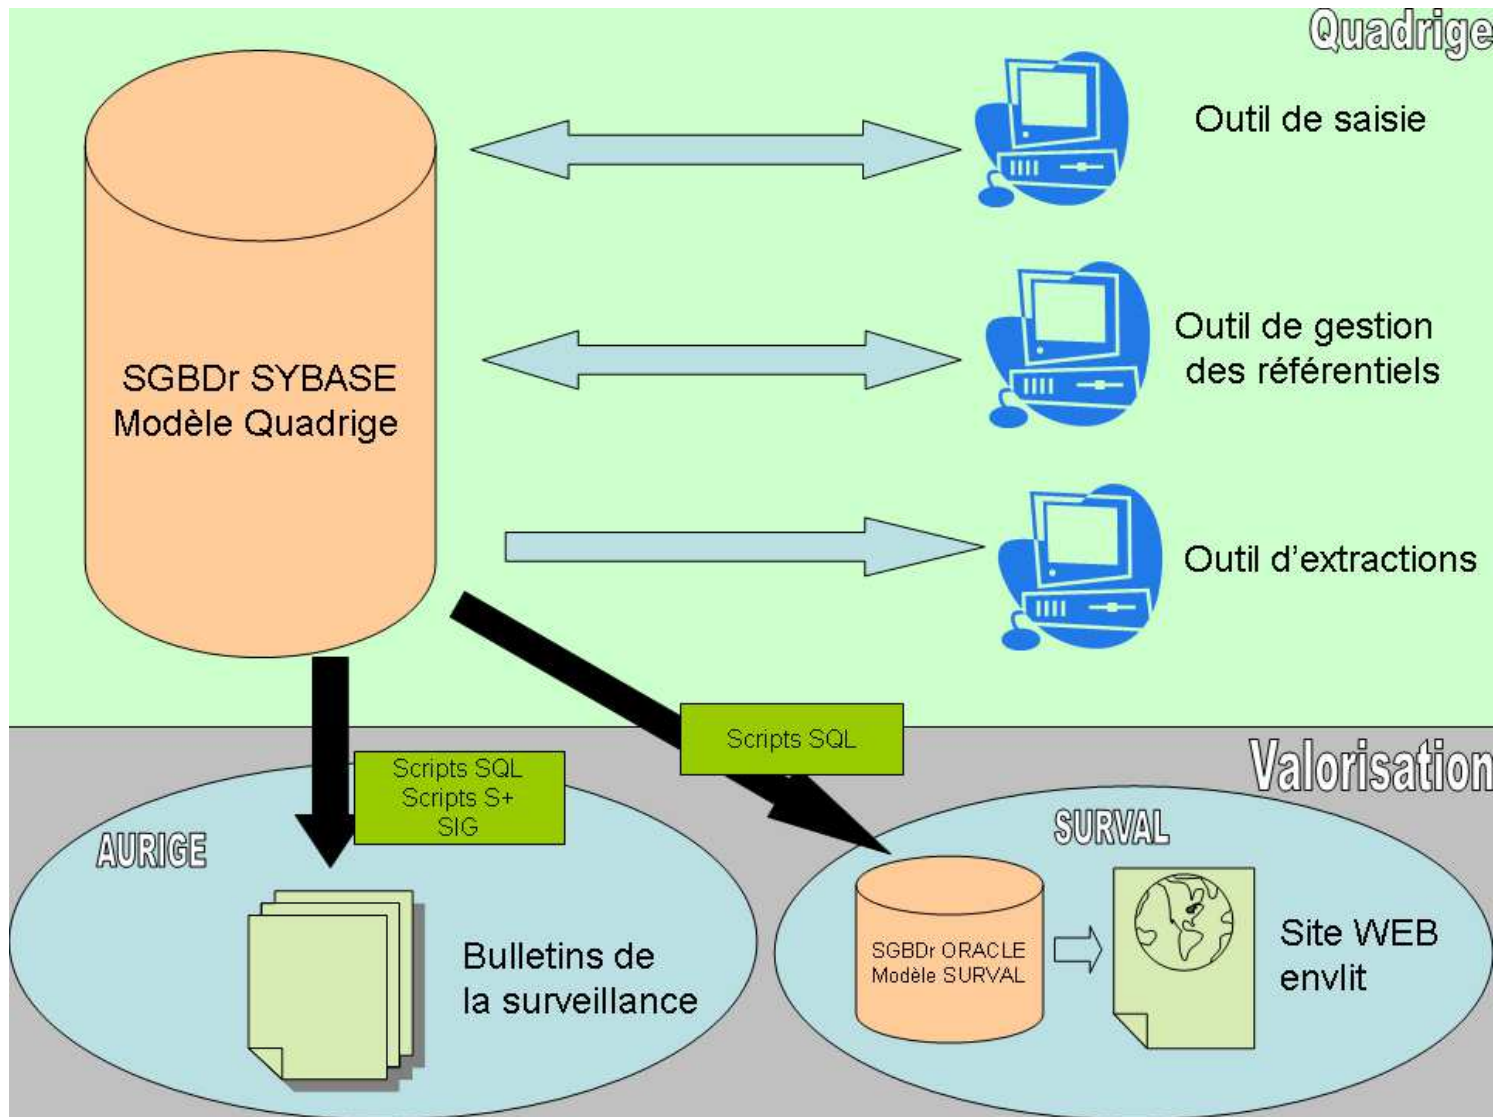 Quadrige
Outil de saisie
Outil de gestion
des référentiels
SGBDr SYBASE
Modèle Quadrige
Outil d’extractions
Scripts SQL
Valorisation
Scripts SQL
Scripts S+
SIG
AURIGE
SURVAL
Bulletins de
la surveillance
SGBDr ORACLE
Modèle SURVAL
Site WEB
envlit